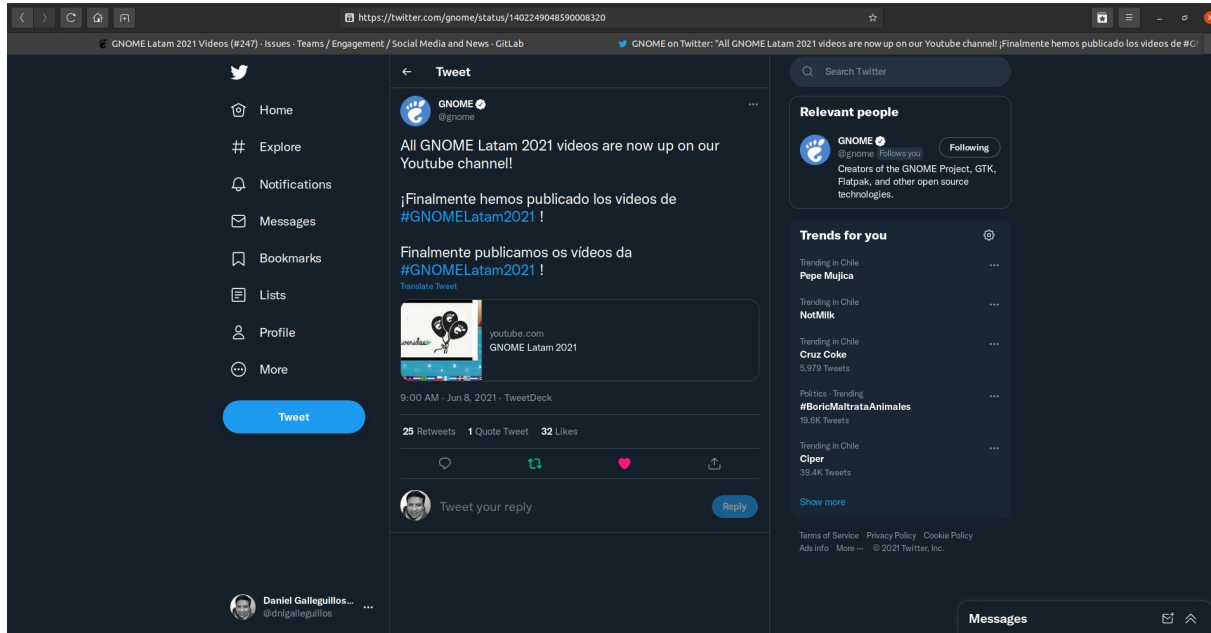 https://twitter.com/gnome/status/1402249048590008320
GNOME Latam 2021 Videos (#247) · Issues · Teams / Engagement / Social Media and News · GitLab
GNOME on Twitter: "All GNOME Latam 2021 videos are now up on our Youtube channel! ¡Finalmente hemos publicado los videos de #G
Home
Explore
Notifications
Messages
Bookmarks
Lists
Profile
More
Tweet
Daniel Galleguillos...
@dnlgalleguillos
Tweet
GNOME
@gnome
All GNOME Latam 2021 videos are now up on our
Youtube channel!
¡Finalmente hemos publicado los videos de
#GNOMELatam2021 !
Finalmente publicamos os vídeos da
#GNOMELatam2021 !
Translate Tweet
youtube.com
GNOME Latam 2021
9:00 AM · Jun 8, 2021 · TweetDeck
25 Retweets 1 Quote Tweet 32 Likes
Tweet your reply
Reply
Search Twitter
Relevant people
GNOME
@gnome Follows you
Following
Creators of the GNOME Project, GTK,
Flatpak, and other open source
technologies.
Trends for you
Trending in Chile
Pepe Mujica
Trending in Chile
NotMilk
Trending in Chile
Cruz Coke
5,979 Tweets
Politics · Trending
#BoricMaltrataAnimales
19.6K Tweets
Trending in Chile
Ciper
39.4K Tweets
Show more
Terms of Service Privacy Policy Cookie Policy
Ads info More ··· © 2021 Twitter, Inc.
Messages